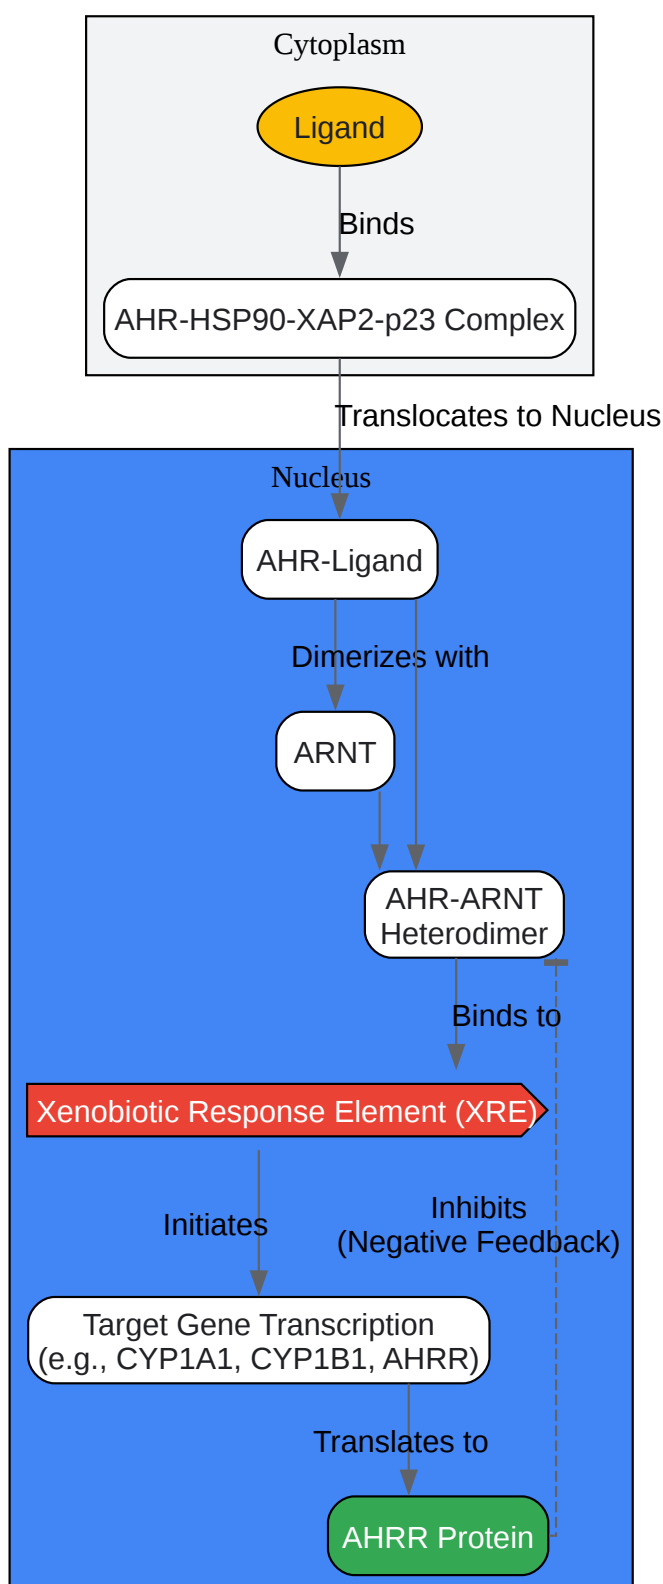 Cytoplasm
Ligand
Binds
AHR-HSP90-XAP2-p23 Complex
Translocates to Nucleus
Nucleus
AHR-Ligand
Dimerizes with
ARNT
AHR-ARNT
Heterodimer
Binds to
Xenobiotic Response Element (XRE)
Inhibits
(Negative Feedback)
Initiates
Target Gene Transcription
(e.g., CYP1A1, CYP1B1, AHRR)
Translates to
AHRR Protein